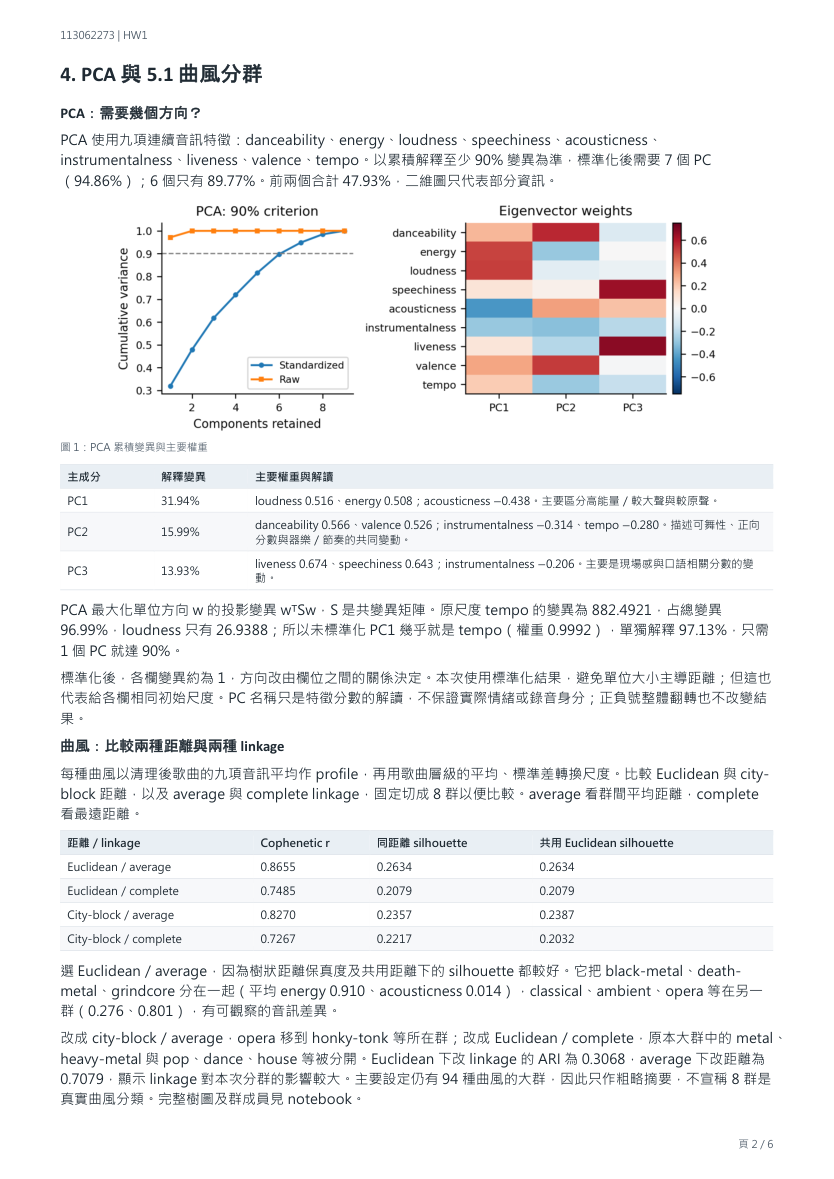 113062273 | HW1
4. PCA 與 5.1 曲風分群
PCA：需要幾個方向？
PCA 使用九項連續音訊特徵：danceability、energy、loudness、speechiness、acousticness、
instrumentalness、liveness、valence、tempo。以累積解釋至少 90% 變異為準，標準化後需要 7 個 PC
（94.86%）；6 個只有 89.77%。前兩個合計 47.93%，二維圖只代表部分資訊。
PCA: 90% criterion
Cumulative variance
1.0
0.9
0.8
0.7
0.6
0.5
0.4
0.3
Standardized
Raw
2 4 6 8
Components retained
Eigenvector weights
danceability
energy
loudness
speechiness
acousticness
instrumentalness
liveness
valence
tempo
PC1 PC2 PC3
0.6
0.4
0.2
0.0
−0.2
−0.4
−0.6
圖 1：PCA 累積變異與主要權重
主成分 解釋變異 主要權重與解讀
PC1 31.94% loudness 0.516、energy 0.508；acousticness −0.438。主要區分高能量 / 較大聲與較原聲。
PC2 15.99% danceability 0.566、valence 0.526；instrumentalness −0.314、tempo −0.280。描述可舞性、正向
分數與器樂 / 節奏的共同變動。
PC3 13.93% liveness 0.674、speechiness 0.643；instrumentalness −0.206。主要是現場感與口語相關分數的變
動。
PCA 最大化單位方向 w 的投影變異 wᵀSw，S 是共變異矩陣。原尺度 tempo 的變異為 882.4921，占總變異
96.99%，loudness 只有 26.9388；所以未標準化 PC1 幾乎就是 tempo（權重 0.9992），單獨解釋 97.13%，只需
1 個 PC 就達 90%。
標準化後，各欄變異約為 1，方向改由欄位之間的關係決定。本次使用標準化結果，避免單位大小主導距離；但這也
代表給各欄相同初始尺度。PC 名稱只是特徵分數的解讀，不保證實際情緒或錄音身分；正負號整體翻轉也不改變結
果。
曲風：比較兩種距離與兩種 linkage
每種曲風以清理後歌曲的九項音訊平均作 profile，再用歌曲層級的平均、標準差轉換尺度。比較 Euclidean 與 city-
block 距離，以及 average 與 complete linkage，固定切成 8 群以便比較。average 看群間平均距離，complete
看最遠距離。
距離 / linkage Cophenetic r 同距離 silhouette 共用 Euclidean silhouette
Euclidean / average 0.8655 0.2634 0.2634
Euclidean / complete 0.7485 0.2079 0.2079
City-block / average 0.8270 0.2357 0.2387
City-block / complete 0.7267 0.2217 0.2032
選 Euclidean / average，因為樹狀距離保真度及共用距離下的 silhouette 都較好。它把 black-metal、death-
metal、grindcore 分在一起（平均 energy 0.910、acousticness 0.014），classical、ambient、opera 等在另一
群（0.276、0.801），有可觀察的音訊差異。
改成 city-block / average，opera 移到 honky-tonk 等所在群；改成 Euclidean / complete，原本大群中的 metal、
heavy-metal 與 pop、dance、house 等被分開。Euclidean 下改 linkage 的 ARI 為 0.3068，average 下改距離為
0.7079，顯示 linkage 對本次分群的影響較大。主要設定仍有 94 種曲風的大群，因此只作粗略摘要，不宣稱 8 群是
真實曲風分類。完整樹圖及群成員見 notebook。
頁 2 / 6